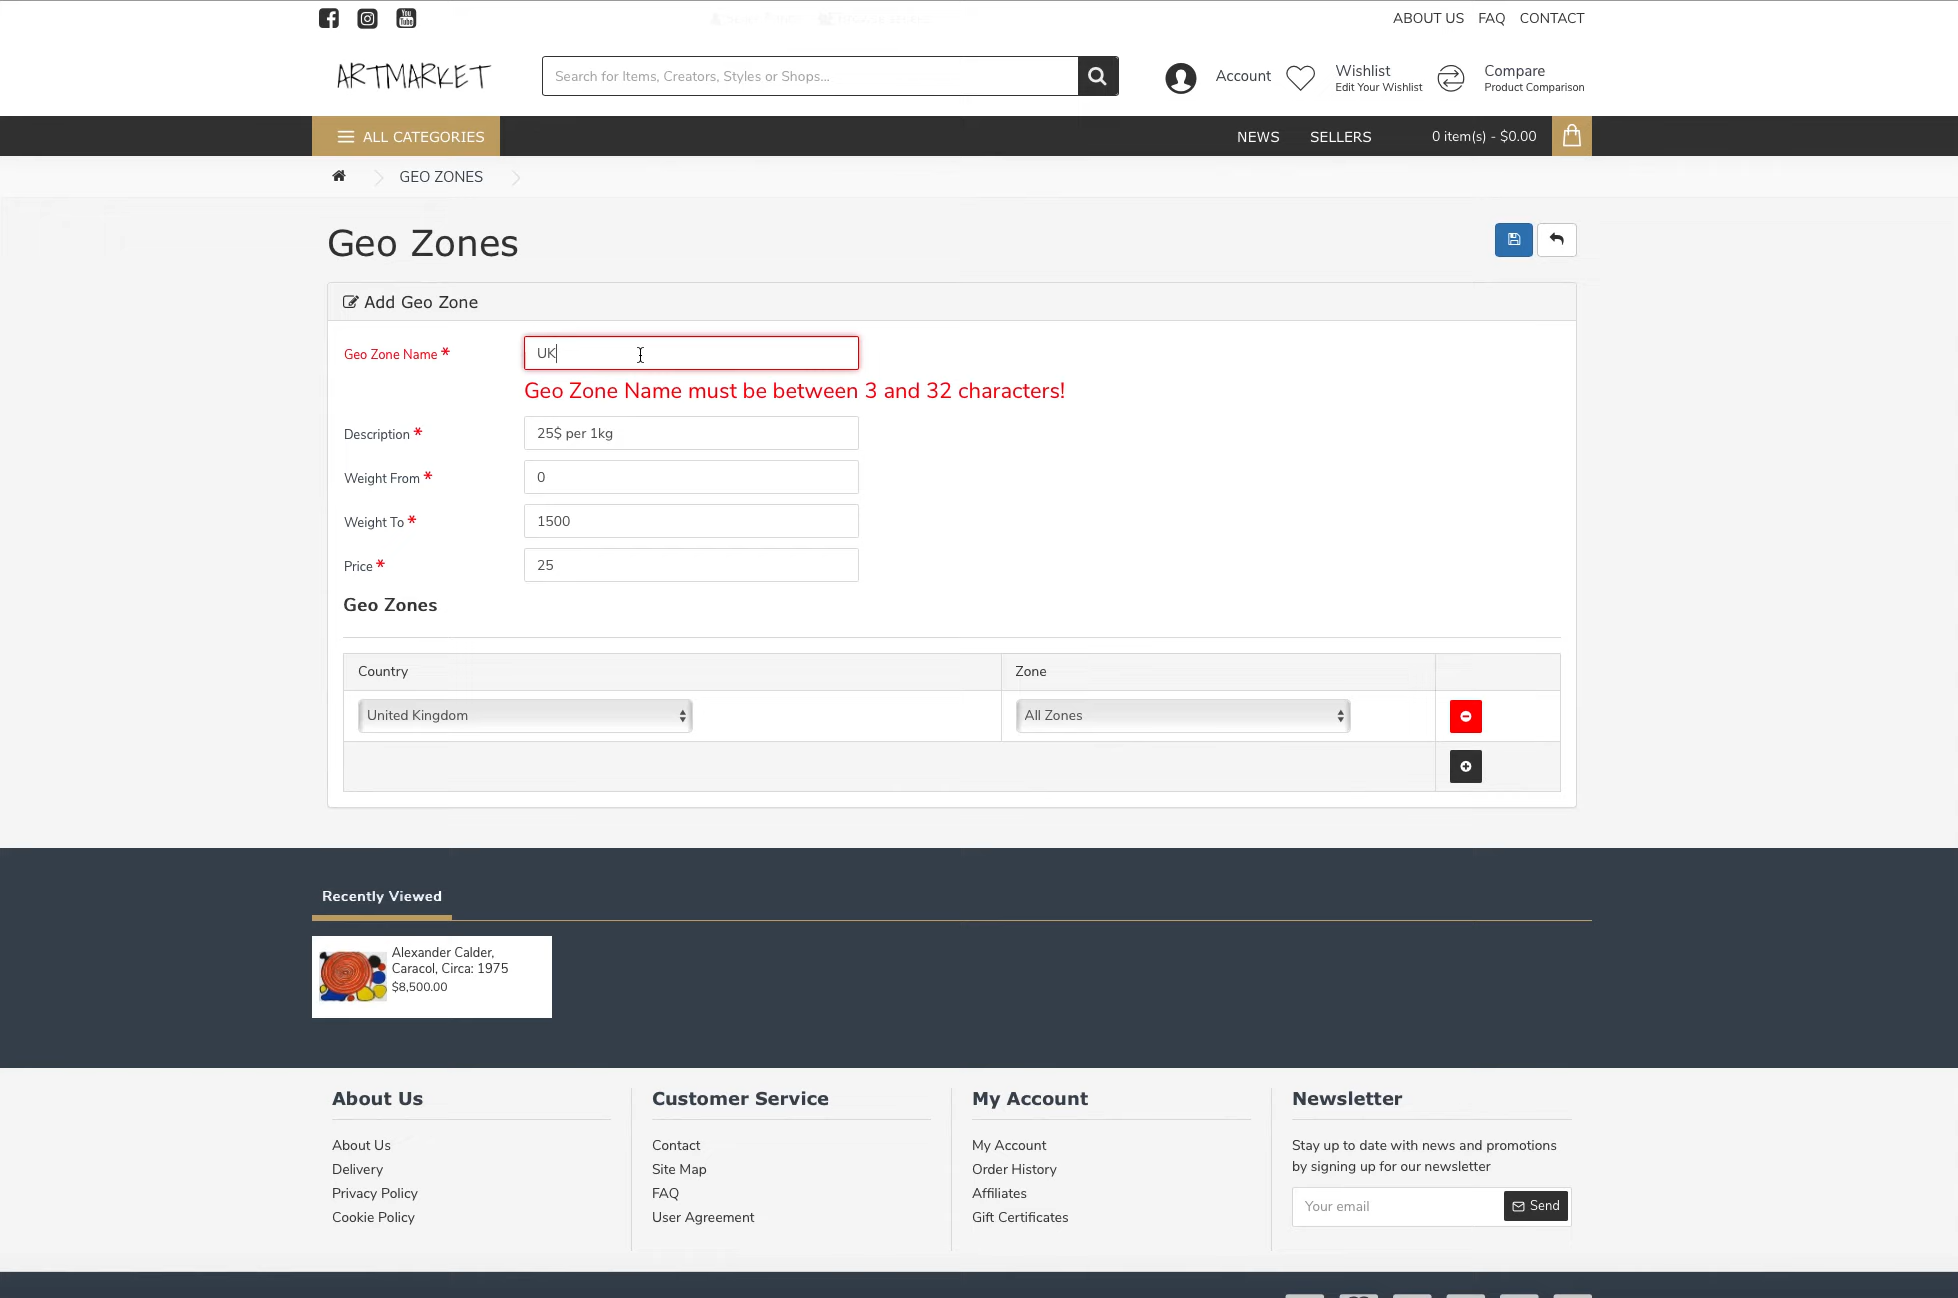 ABOUT US FAQ CONTACT
ARTMARKET
Search for Items, Creators, Styles or Shops...
Account
Wishlist
Edit Your Wishlist
Compare
Product Comparison
ALL CATEGORIES
NEWS SELLERS 0 item(s) - $0.00
GEO ZONES
Geo Zones
Add Geo Zone
Geo Zone Name * UK
Geo Zone Name must be between 3 and 32 characters!
Description * 25$ per 1kg
Weight From * 0
Weight To * 1500
Price * 25
Geo Zones
Country Zone
United Kingdom All Zones
Recently Viewed
Alexander Calder,
Caracol, Circa: 1975
$8,500.00
About Us
About Us
Delivery
Privacy Policy
Cookie Policy
Customer Service
Contact
Site Map
FAQ
User Agreement
My Account
My Account
Order History
Affiliates
Gift Certificates
Newsletter
Stay up to date with news and promotions
by signing up for our newsletter
Your email Send